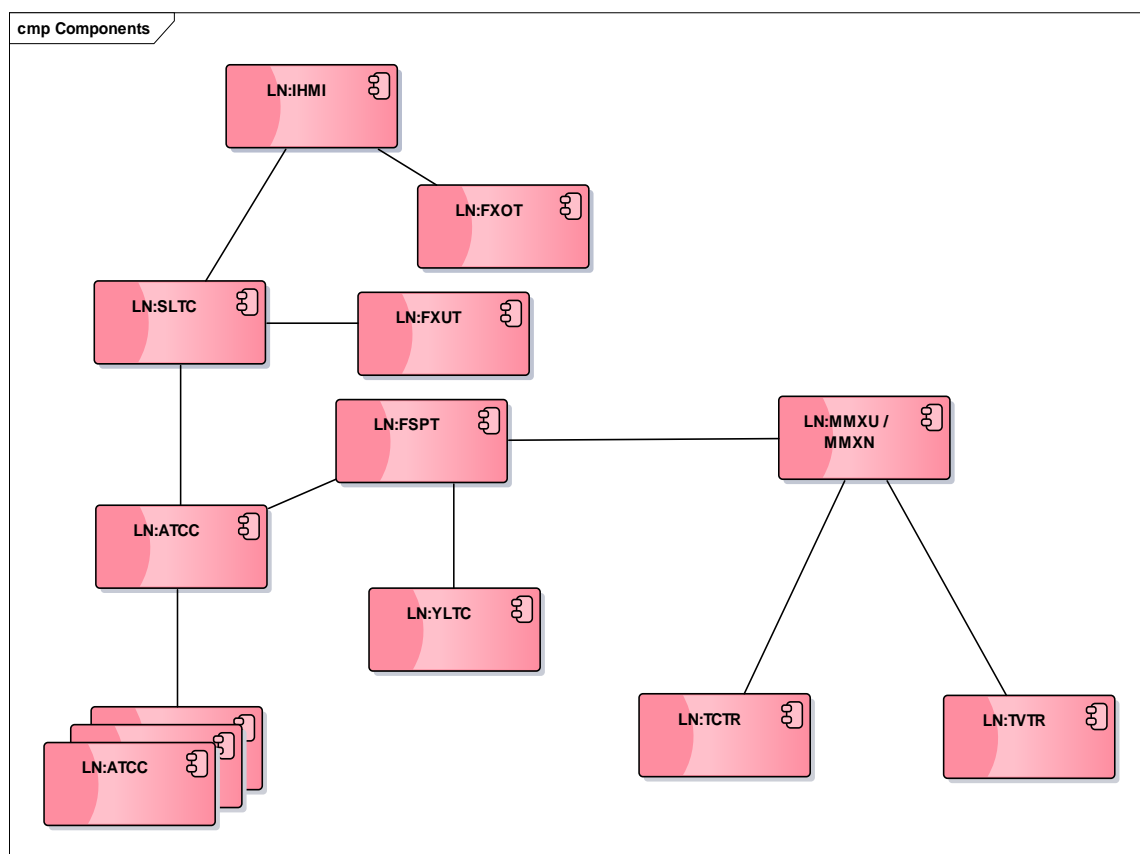 cmp Components
LN:IHMI
LN:FXOT
LN:SLTC
LN:FXUT
LN:FSPT
LN:MMXU /
MMXN
LN:ATCC
LN:YLTC
LN:TCTR
LN:TVTR
LN:ATCC